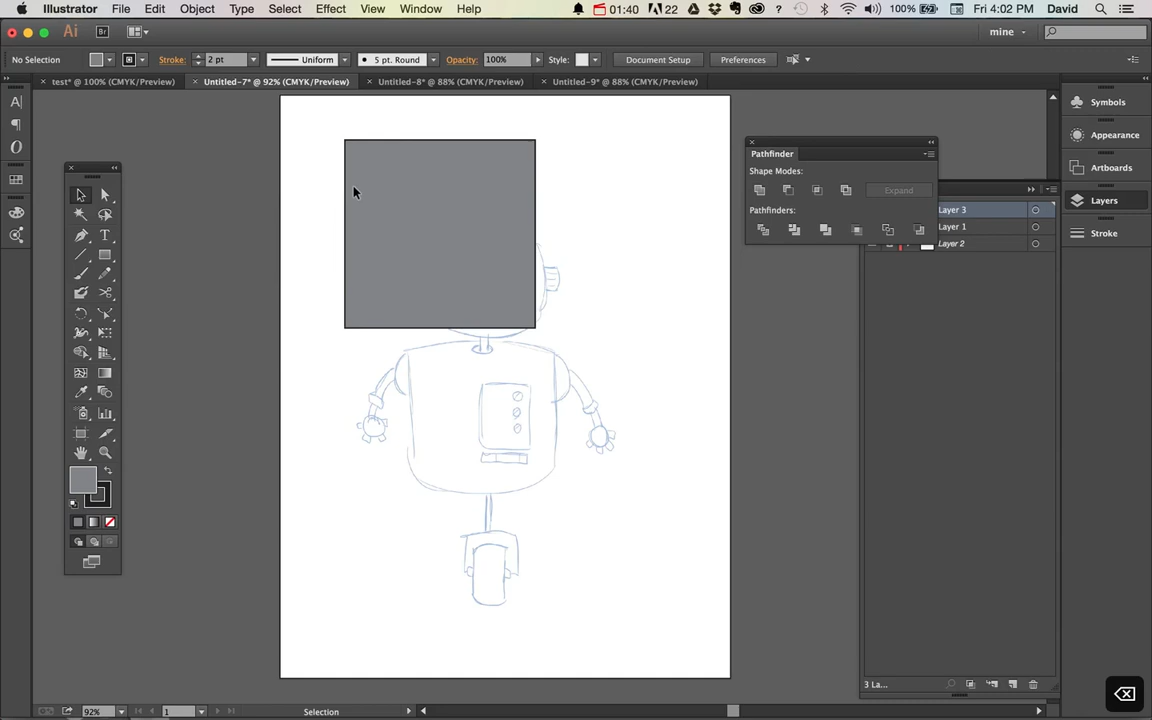 Illustrator File Edit Object Type Select Effect View Window Help 01:40 22 100% Fri 4:02 PM David
Ai Br mine
No Selection Stroke: 2 pt Uniform 5 pt. Round Opacity: 100% Style: Document Setup Preferences
test* @ 100% (CMYK/Preview) Untitled-7* @ 92% (CMYK/Preview) Untitled-8* @ 88% (CMYK/Preview) Untitled-9* @ 88% (CMYK/Preview)
Pathfinder
Shape Modes:
Expand
Pathfinders:
Layer 3
Layer 1
Layer 2
Symbols
Appearance
Artboards
Layers
Stroke
3 La...
92% 1 Selection